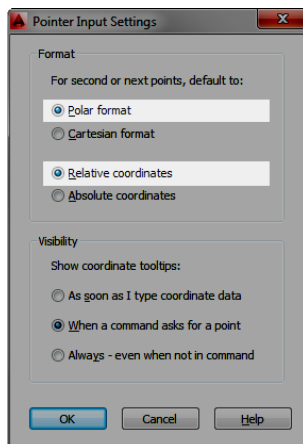 Pointer Input Settings
Format
For second or next points, default to:
Polar format
Cartesian format
Relative coordinates
Absolute coordinates
Visibility
Show coordinate tooltips:
As soon as I type coordinate data
When a command asks for a point
Always - even when not in command
OK Cancel Help